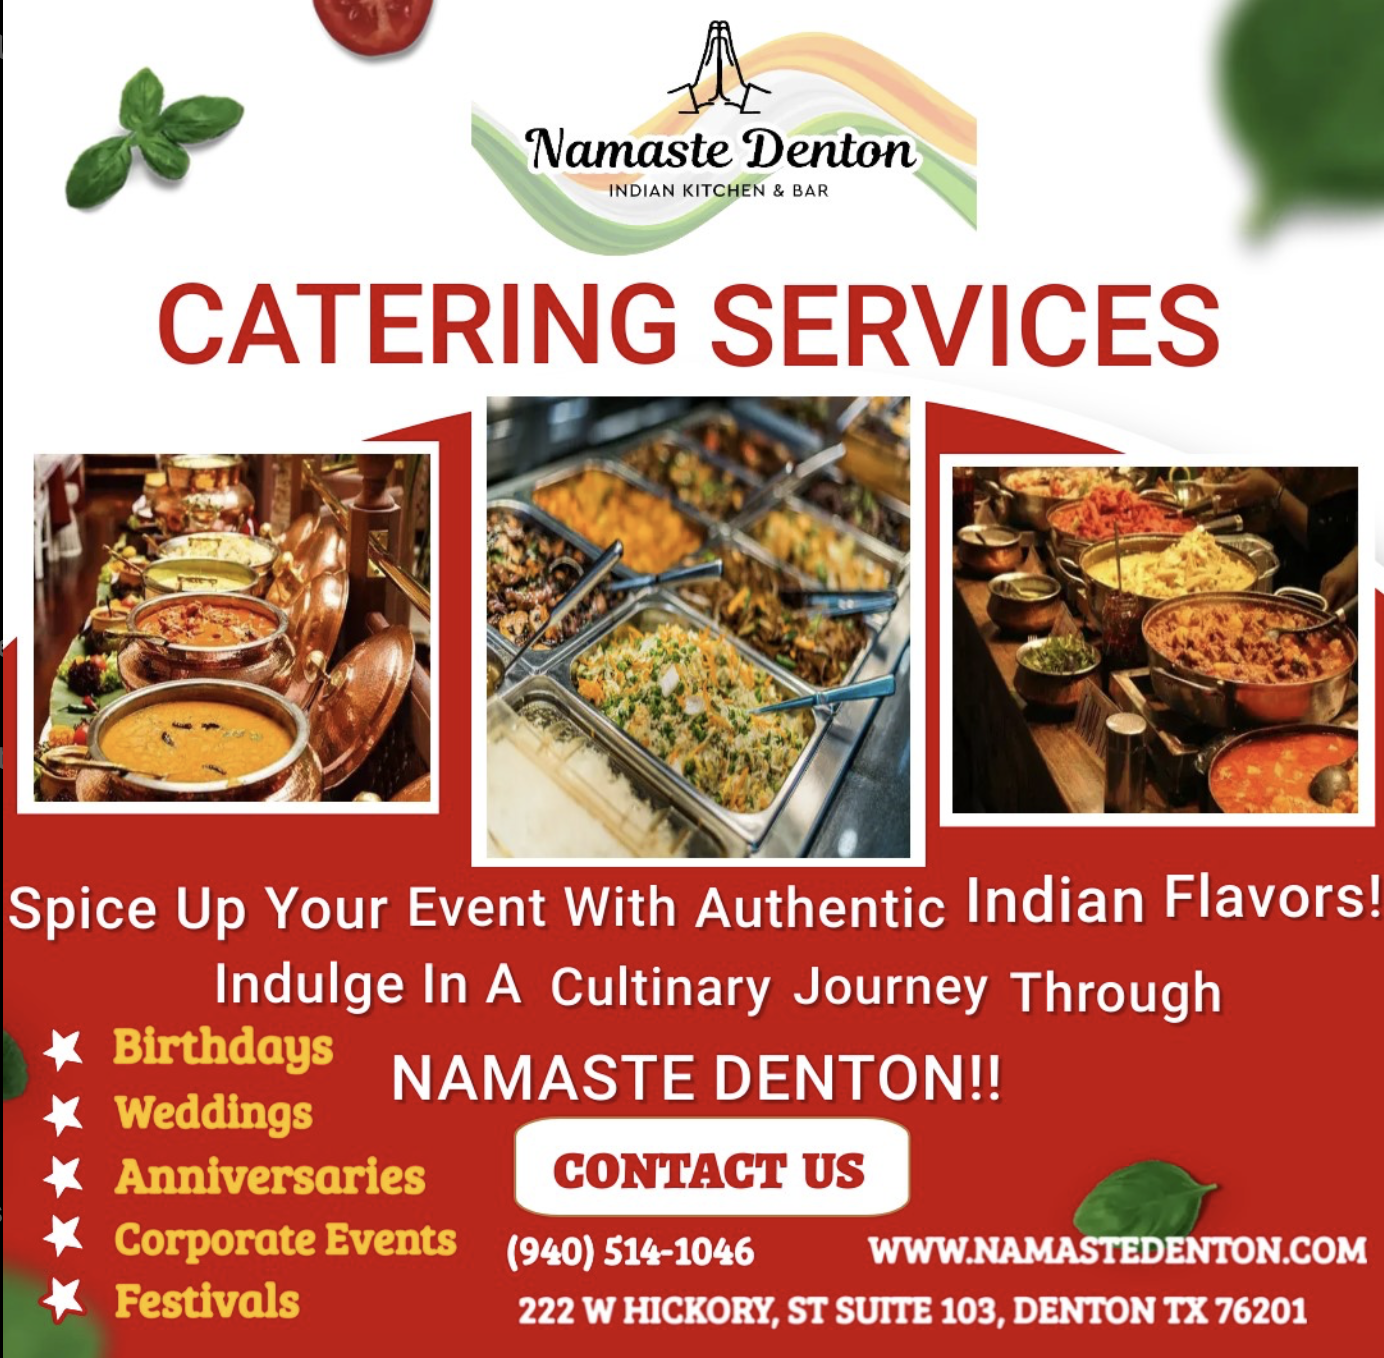 Namaste Denton
INDIAN KITCHEN & BAR
CATERING SERVICES
Spice Up Your Event With Authentic Indian Flavors!
Indulge In A Cultinary Journey Through
NAMASTE DENTON!!
Birthdays
Weddings
Anniversaries
Corporate Events
Festivals
CONTACT US
(940) 514-1046
WWW.NAMASTEDENTON.COM
222 W HICKORY, ST SUITE 103, DENTON TX 76201